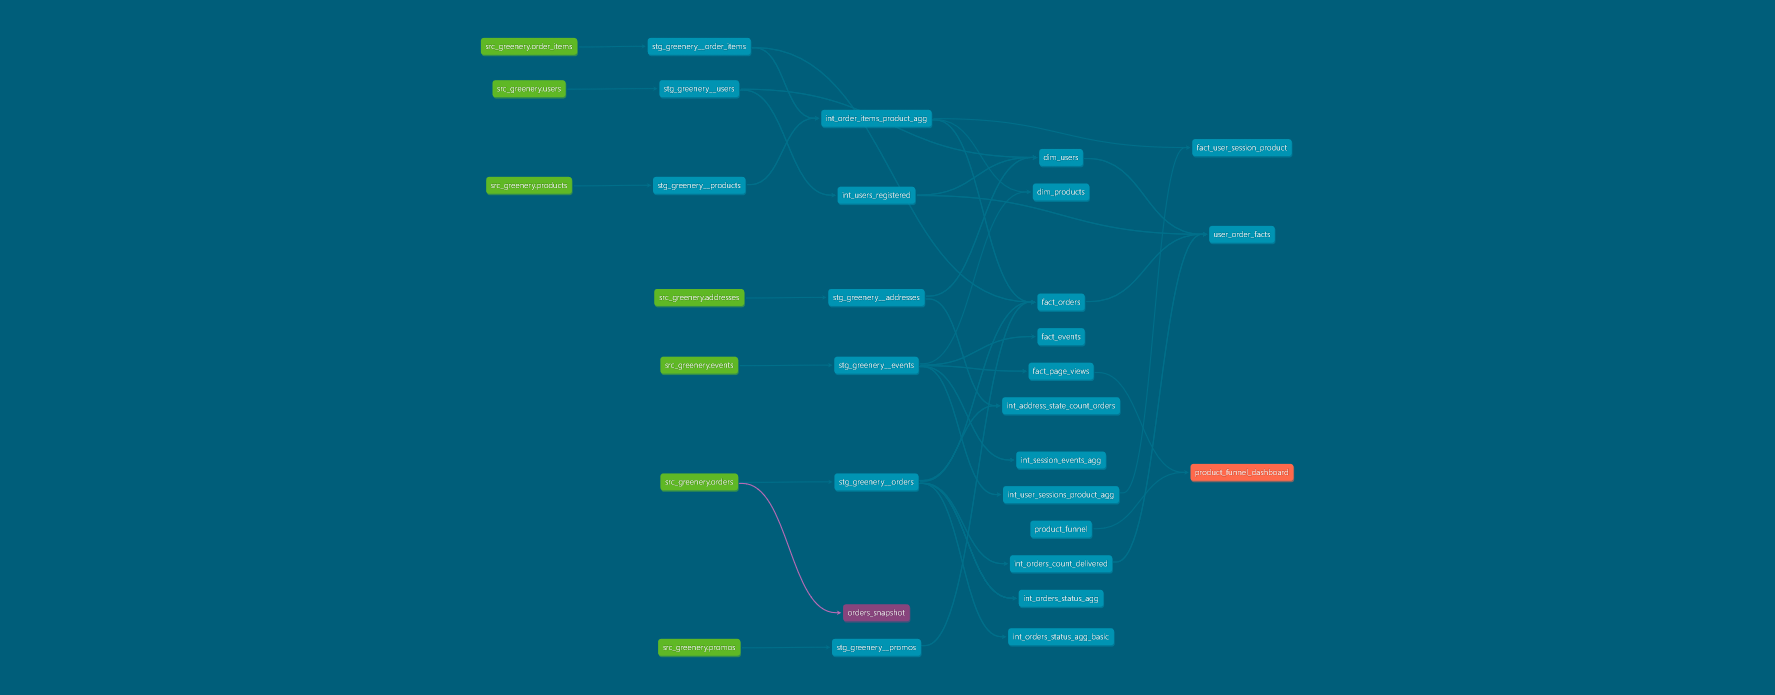 src_greenery.order_items
stg_greenery__order_items
src_greenery.users
stg_greenery__users
int_order_items_product_agg
fact_user_session_product
dim_users
src_greenery.products
stg_greenery__products
dim_products
int_users_registered
user_order_facts
src_greenery.addresses
stg_greenery__addresses
fact_orders
fact_events
src_greenery.events
stg_greenery__events
fact_page_views
int_address_state_count_orders
int_session_events_agg
product_funnel_dashboard
src_greenery.orders
stg_greenery__orders
int_user_sessions_product_agg
product_funnel
int_orders_count_delivered
int_orders_status_agg
orders_snapshot
int_orders_status_agg_basic
src_greenery.promos
stg_greenery__promos